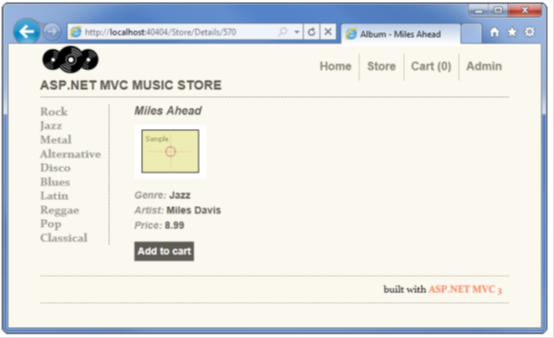 http://localhost:40404/Store/Details/570
Album - Miles Ahead
Home
Store
Cart (0)
Admin
ASP.NET MVC MUSIC STORE
Rock
Jazz
Metal
Alternative
Disco
Blues
Latin
Reggae
Pop
Classical
Miles Ahead
Sample
Genre: Jazz
Artist: Miles Davis
Price: 8.99
Add to cart
built with ASP.NET MVC 3